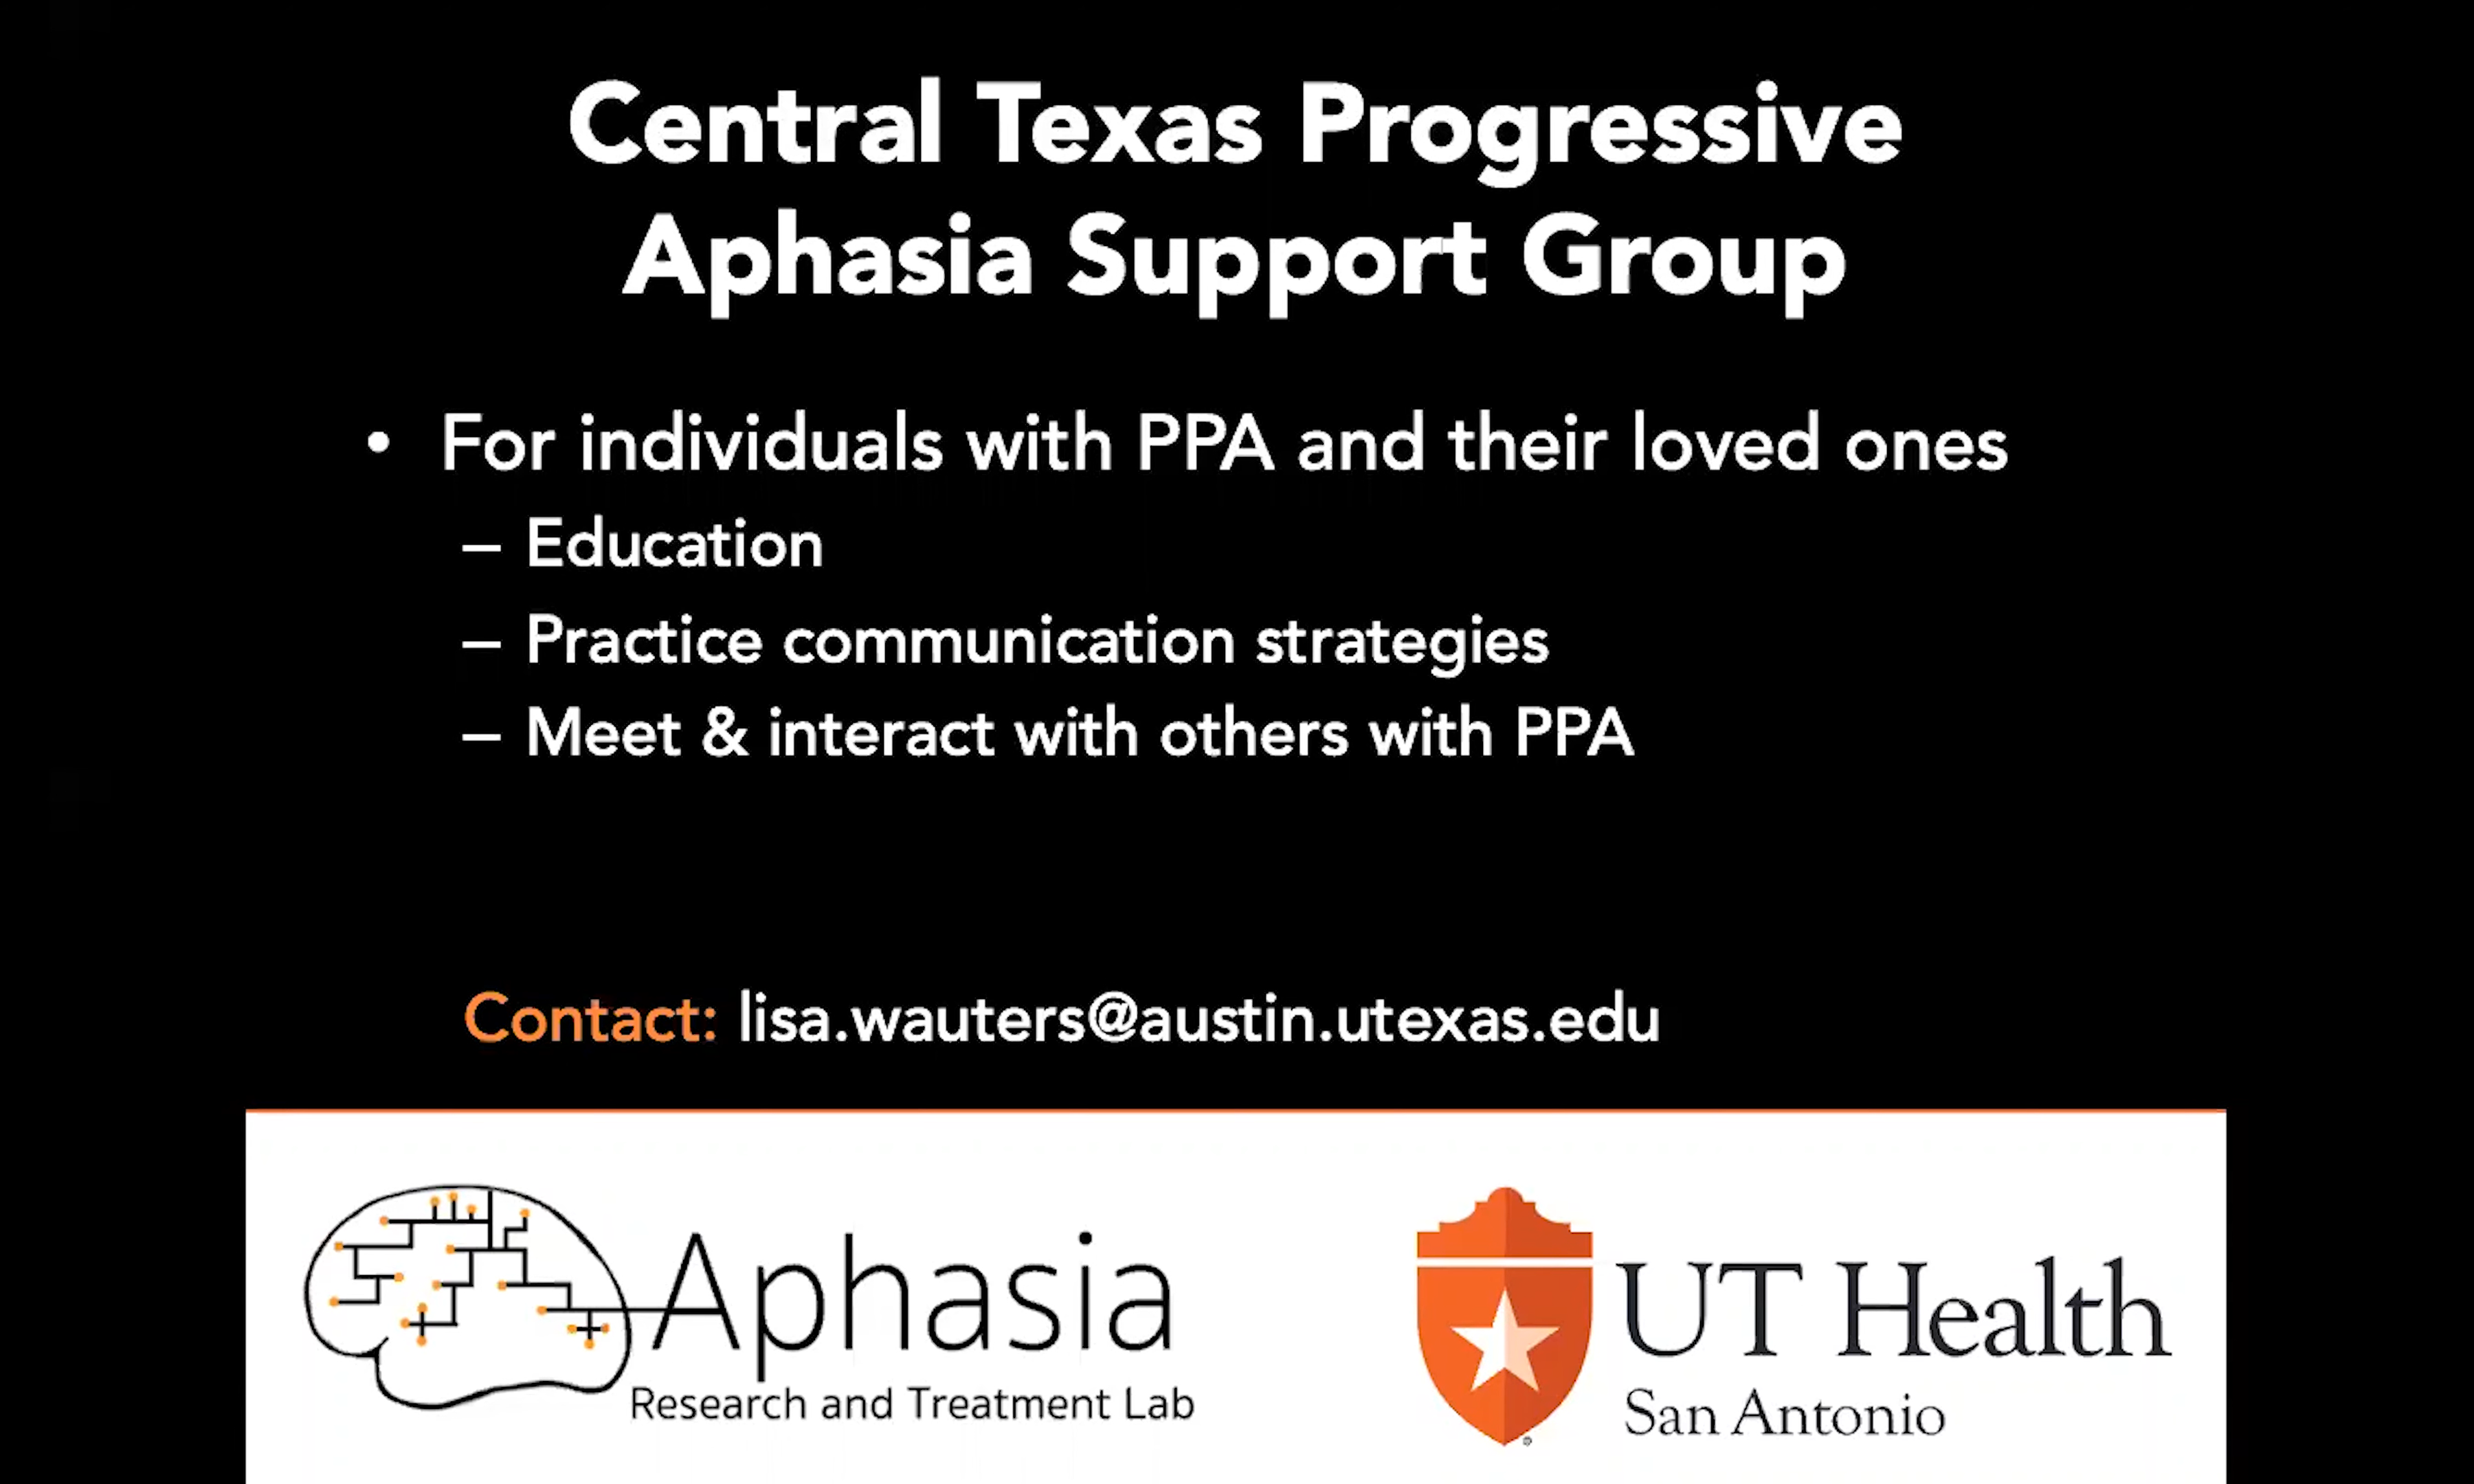 Central Texas Progressive
Aphasia Support Group
• For individuals with PPA and their loved ones
– Education
– Practice communication strategies
– Meet & interact with others with PPA
Contact: lisa.wauters@austin.utexas.edu
Aphasia
Research and Treatment Lab
UT Health
San Antonio